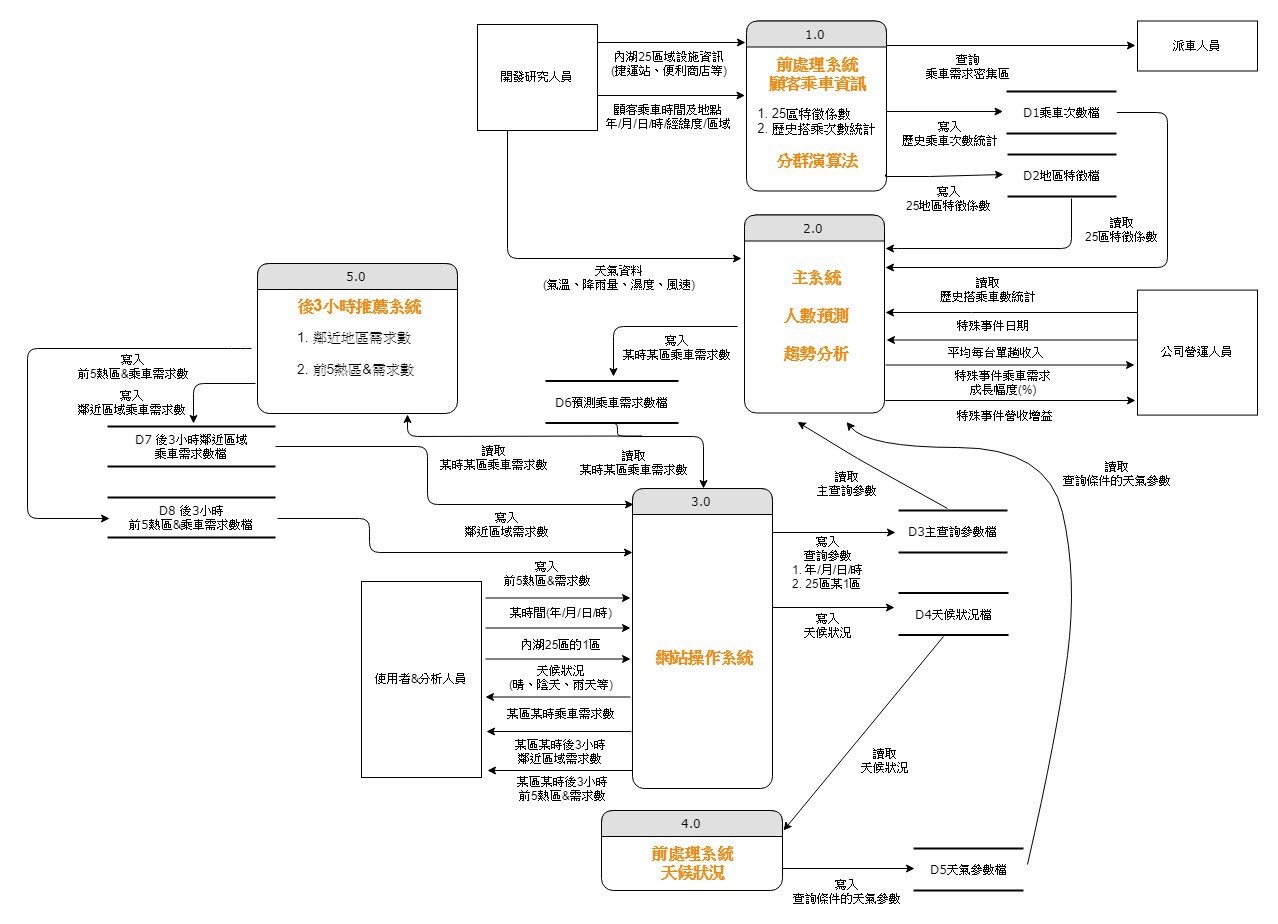 開發研究人員
內湖25區域設施資訊
(捷運站、便利商店等)
顧客乘車時間及地點
年/月/日/時/經緯度/區域
1.0
前處理系統
顧客乘車資訊
1. 25區特徵係數
2. 歷史搭乘次數統計
分群演算法
查詢
乘車需求密集區
派車人員
寫入
歷史乘車次數統計
D1乘車次數檔
寫入
25地區特徵係數
D2地區特徵檔
讀取
25區特徵係數
天氣資料
(氣溫、降雨量、濕度、風速)
2.0
主系統
人數預測
趨勢分析
讀取
歷史搭乘車數統計
特殊事件日期
平均每台單趟收入
特殊事件乘車需求
成長幅度(%)
特殊事件營收增益
公司營運人員
5.0
後3小時推薦系統
1. 鄰近地區需求數
2. 前5熱區&需求數
寫入
前5熱區&乘車需求數
寫入
鄰近區域乘車需求數
寫入
某時某區乘車需求數
D6預測乘車需求數檔
讀取
某時某區乘車需求數
讀取
某時某區乘車需求數
D7 後3小時鄰近區域
乘車需求數檔
D8 後3小時
前5熱區&乘車需求數檔
寫入
鄰近區域需求數
寫入
前5熱區&需求數
3.0
網站操作系統
使用者&分析人員
某時間(年/月/日/時)
內湖25區的1區
天候狀況
(晴、陰天、雨天等)
某區某時乘車需求數
某區某時後3小時
鄰近區域需求數
某區某時後3小時
前5熱區&需求數
讀取
主查詢參數
讀取
查詢條件的天氣參數
寫入
查詢參數
1. 年/月/日/時
2. 25區某1區
D3主查詢參數檔
寫入
天候狀況
D4天候狀況檔
讀取
天候狀況
4.0
前處理系統
天候狀況
寫入
查詢條件的天氣參數
D5天氣參數檔